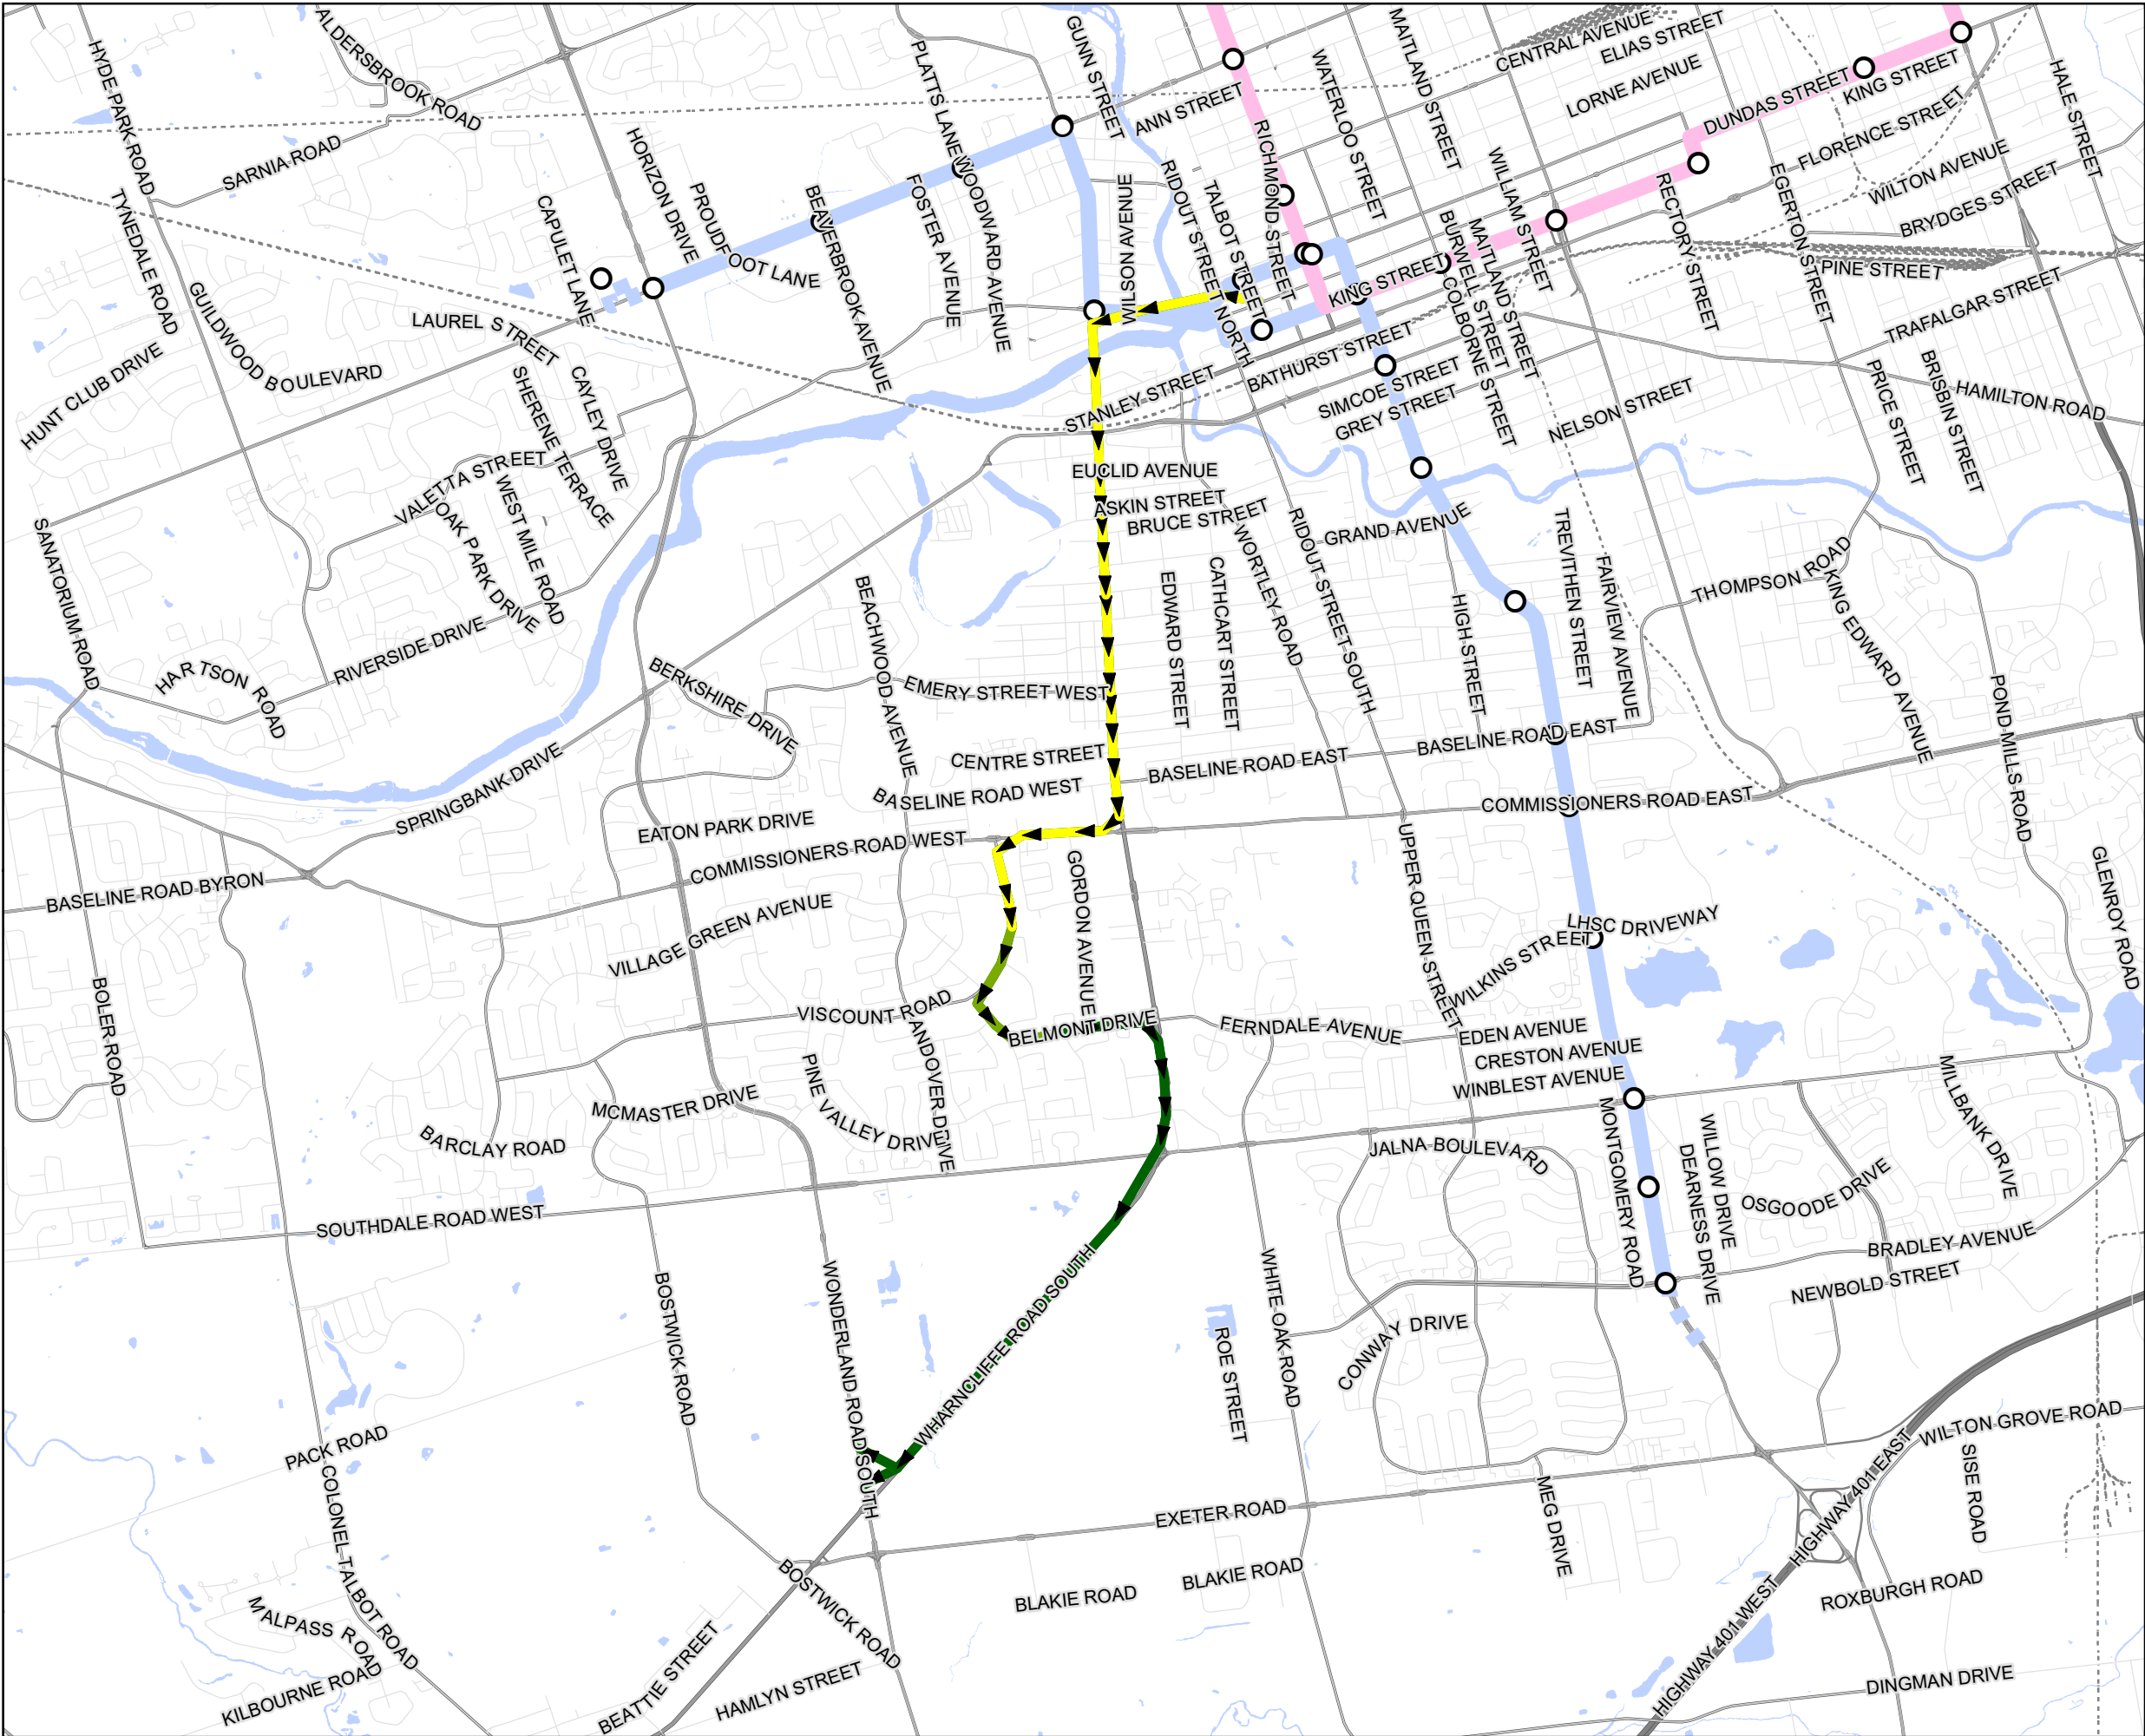 HYDE PARK ROAD
ALDERSBROOK ROAD
SARNIA ROAD
PLATTS LANE
GUNN STREET
ANN STREET
WATERLOO STREET
MAITLAND STREET
CENTRAL AVENUE
ELIAS STREET
LORNE AVENUE
DUNDAS STREET
KING STREET
FLORENCE STREET
HALE STREET
TYNEDALE ROAD
CAPULET LANE
HORIZON DRIVE
PROUDFOOT LANE
BEAVERBROOK AVENUE
FOSTER AVENUE
WOODWARD AVENUE
WILSON AVENUE
RIDOUT STREET NORTH
TALBOT STREET
RICHMOND STREET
KING STREET
BURWELL STREET
MAITLAND STREET
WILLIAM STREET
COLBORNE STREET
RECTORY STREET
EGERTON STREET
WILTON AVENUE
BRYDGES STREET
PINE STREET
TRAFALGAR STREET
GUILDWOOD BOULEVARD
LAUREL STREET
HUNT CLUB DRIVE
SHERENE TERRACE
CAYLEY DRIVE
STANLEY STREET
BATHURST STREET
SIMCOE STREET
GREY STREET
NELSON STREET
PRICE STREET
BRISBIN STREET
HAMILTON ROAD
VALETTA STREET
OAK PARK DRIVE
WEST MILE ROAD
EUCLID AVENUE
ASKIN STREET
BRUCE STREET
GRAND AVENUE
SANATORIUM ROAD
HARTSON ROAD
RIVERSIDE DRIVE
BERKSHIRE DRIVE
BEACHWOOD AVENUE
EMERY STREET WEST
EDWARD STREET
CATHCART STREET
WORTLEY ROAD
RIDOUT STREET SOUTH
HIGH STREET
TREVITHEN STREET
FAIRVIEW AVENUE
THOMPSON ROAD
KING EDWARD AVENUE
POND MILLS ROAD
CENTRE STREET
BASELINE ROAD WEST
BASELINE ROAD EAST
BASELINE ROAD EAST
SPRINGBANK DRIVE
EATON PARK DRIVE
COMMISSIONERS ROAD WEST
COMMISSIONERS ROAD EAST
BASELINE ROAD BYRON
VILLAGE GREEN AVENUE
GORDON AVENUE
UPPER QUEEN STREET
LHSC DRIVEWAY
WILKINS STREET
GLENROY ROAD
BOLER ROAD
VISCOUNT ROAD
BELMONT DRIVE
FERNDALE AVENUE
EDEN AVENUE
CRESTON AVENUE
WINBLEST AVENUE
ANDOVER DRIVE
PINE VALLEY DRIVE
MCMASTER DRIVE
BARCLAY ROAD
JALNA BOULEVARD
MONTGOMERY ROAD
WILLOW DRIVE
DEARNESS DRIVE
OSGOODE DRIVE
MILLBANK DRIVE
SOUTHDALE ROAD WEST
BRADLEY AVENUE
NEWBOLD STREET
BOSTWICK ROAD
WONDERLAND ROAD SOUTH
WHARNCLIFFE ROAD SOUTH
WHITE OAK ROAD
ROE STREET
CONWAY DRIVE
PACK ROAD
COLONEL TALBOT ROAD
EXETER ROAD
MEG DRIVE
HIGHWAY 401 EAST
WILTON GROVE ROAD
SISE ROAD
BLAKIE ROAD
BLAKIE ROAD
BOSTWICK ROAD
ROXBURGH ROAD
HIGHWAY 401 WEST
MALPASS ROAD
KILBOURNE ROAD
BEATTIE STREET
HAMLYN STREET
DINGMAN DRIVE